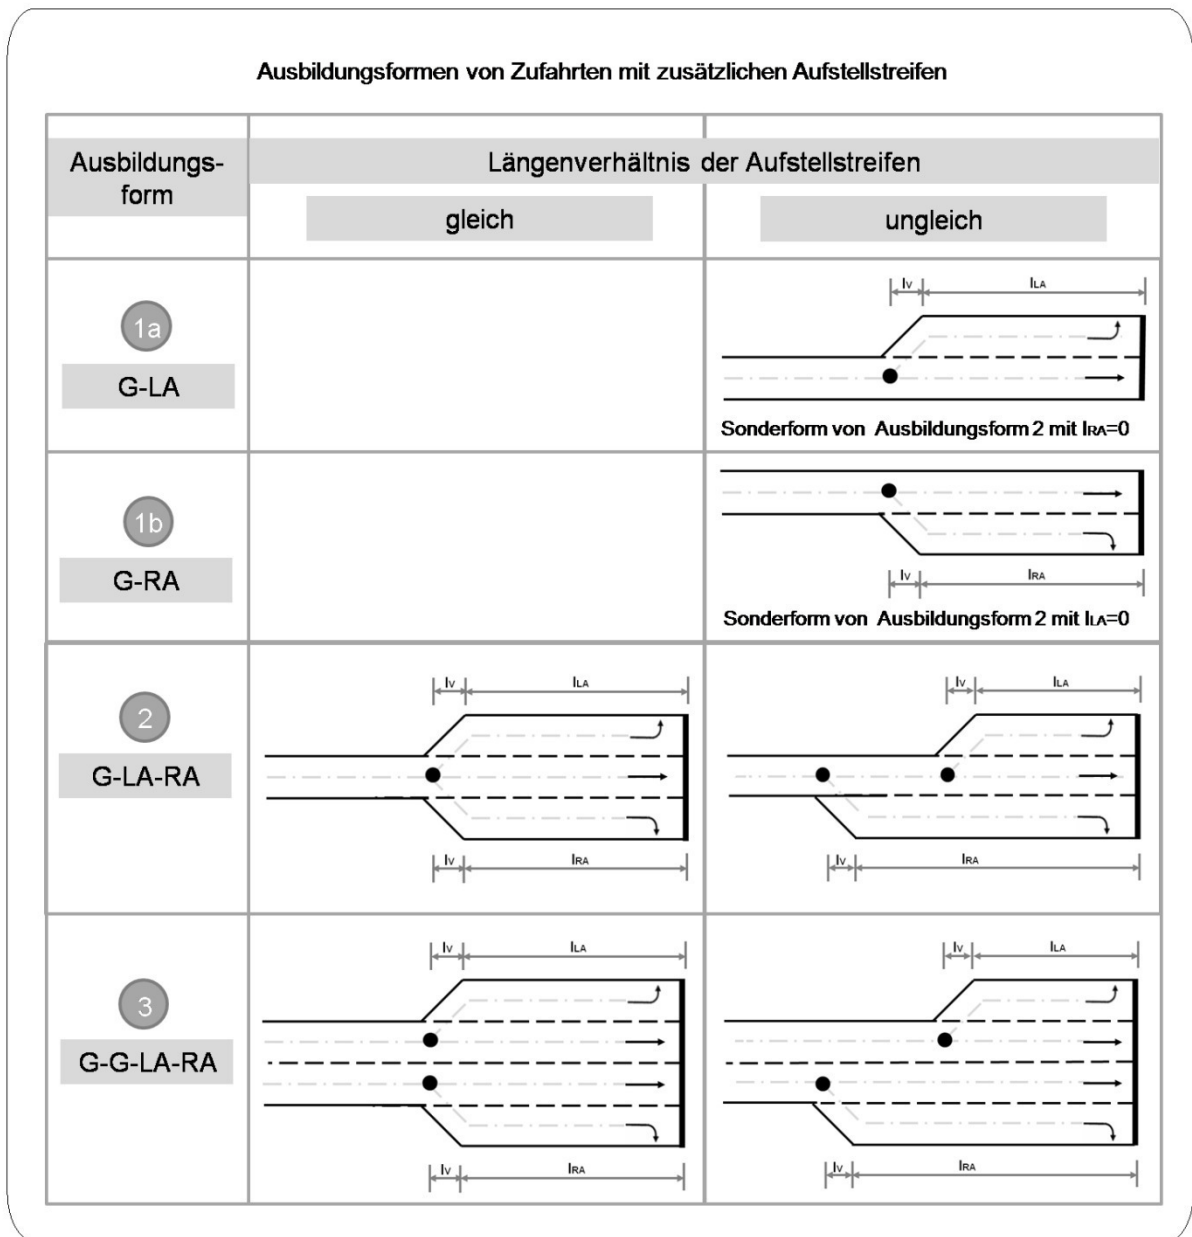 Ausbildungsformen von Zufahrten mit zusätzlichen Aufstellstreifen
Ausbildungs-
form
Längenverhältnis der Aufstellstreifen
gleich
ungleich
1a
G-LA
lV
lLA
Sonderform von Ausbildungsform 2 mit lRA=0
1b
G-RA
lV
lRA
Sonderform von Ausbildungsform 2 mit lLA=0
2
G-LA-RA
lV
lLA
lV
lRA
lV
lLA
lV
lRA
3
G-G-LA-RA
lV
lLA
lV
lRA
lV
lLA
lV
lRA